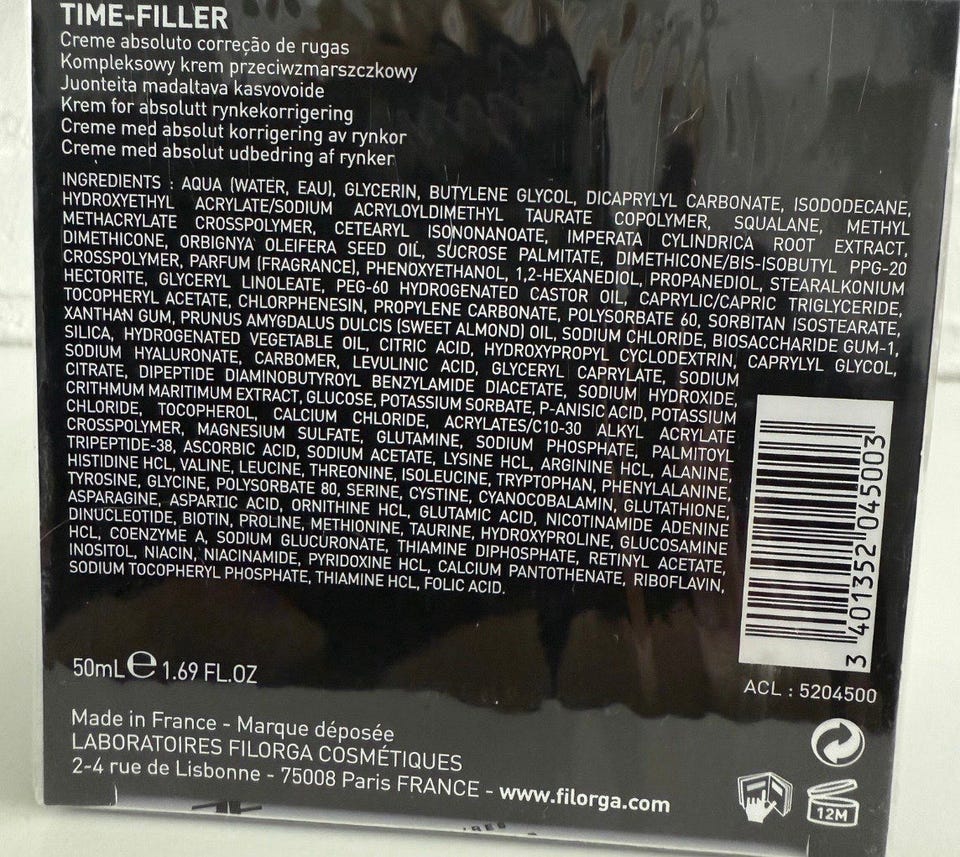 TIME-FILLER
Creme absoluto correção de rugas
Kompleksowy krem przeciwzmarszczkowy
Juonteita madaltava kasvovoide
Krem for absolutt rynkekorrigering
Creme med absolut korrigering av rynkor
Creme med absolut udbedring af rynker
INGREDIENTS : AQUA (WATER, EAU), GLYCERIN, BUTYLENE GLYCOL, DICAPRYLYL CARBONATE, ISODODECANE,
HYDROXYETHYL ACRYLATE/SODIUM ACRYLOYLDIMETHYL TAURATE COPOLYMER, SQUALANE, METHYL
METHACRYLATE CROSSPOLYMER, CETEARYL ISONONANOATE, IMPERATA CYLINDRICA ROOT EXTRACT,
DIMETHICONE, ORBIGNYA OLEIFERA SEED OIL, SUCROSE PALMITATE, DIMETHICONE/BIS-ISOBUTYL PPG-20
CROSSPOLYMER, PARFUM (FRAGRANCE), PHENOXYETHANOL, 1,2-HEXANEDIOL, PROPANEDIOL, STEARALKONIUM
HECTORITE, GLYCERYL LINOLEATE, PEG-60 HYDROGENATED CASTOR OIL, CAPRYLIC/CAPRIC TRIGLYCERIDE,
TOCOPHERYL ACETATE, CHLORPHENESIN, PROPYLENE CARBONATE, POLYSORBATE 60, SORBITAN ISOSTEARATE,
XANTHAN GUM, PRUNUS AMYGDALUS DULCIS (SWEET ALMOND) OIL, SODIUM CHLORIDE, BIOSACCHARIDE GUM-1,
SILICA, HYDROGENATED VEGETABLE OIL, CITRIC ACID, HYDROXYPROPYL CYCLODEXTRIN, CAPRYLYL GLYCOL,
SODIUM HYALURONATE, CARBOMER, LEVULINIC ACID, GLYCERYL CAPRYLATE, SODIUM
CITRATE, DIPEPTIDE DIAMINOBUTYROYL BENZYLAMIDE DIACETATE, SODIUM HYDROXIDE,
CRITHMUM MARITIMUM EXTRACT, GLUCOSE, POTASSIUM SORBATE, P-ANISIC ACID, POTASSIUM
CHLORIDE, TOCOPHEROL, CALCIUM CHLORIDE, ACRYLATES/C10-30 ALKYL ACRYLATE
CROSSPOLYMER, MAGNESIUM SULFATE, GLUTAMINE, SODIUM PHOSPHATE, PALMITOYL
TRIPEPTIDE-38, ASCORBIC ACID, SODIUM ACETATE, LYSINE HCL, ARGININE HCL, ALANINE,
HISTIDINE HCL, VALINE, LEUCINE, THREONINE, ISOLEUCINE, TRYPTOPHAN, PHENYLALANINE,
TYROSINE, GLYCINE, POLYSORBATE 80, SERINE, CYSTINE, CYANOCOBALAMIN, GLUTATHIONE,
ASPARAGINE, ASPARTIC ACID, ORNITHINE HCL, GLUTAMIC ACID, NICOTINAMIDE ADENINE
DINUCLEOTIDE, BIOTIN, PROLINE, METHIONINE, TAURINE, HYDROXYPROLINE, GLUCOSAMINE
HCL, COENZYME A, SODIUM GLUCURONATE, THIAMINE DIPHOSPHATE, RETINYL ACETATE,
INOSITOL, NIACIN, NIACINAMIDE, PYRIDOXINE HCL, CALCIUM PANTOTHENATE, RIBOFLAVIN,
SODIUM TOCOPHERYL PHOSPHATE, THIAMINE HCL, FOLIC ACID.
3 401352 045003
50mL e 1.69 FL.OZ
ACL : 5204500
Made in France - Marque déposée
LABORATOIRES FILORGA COSMÉTIQUES
2-4 rue de Lisbonne - 75008 Paris FRANCE - www.filorga.com
12M